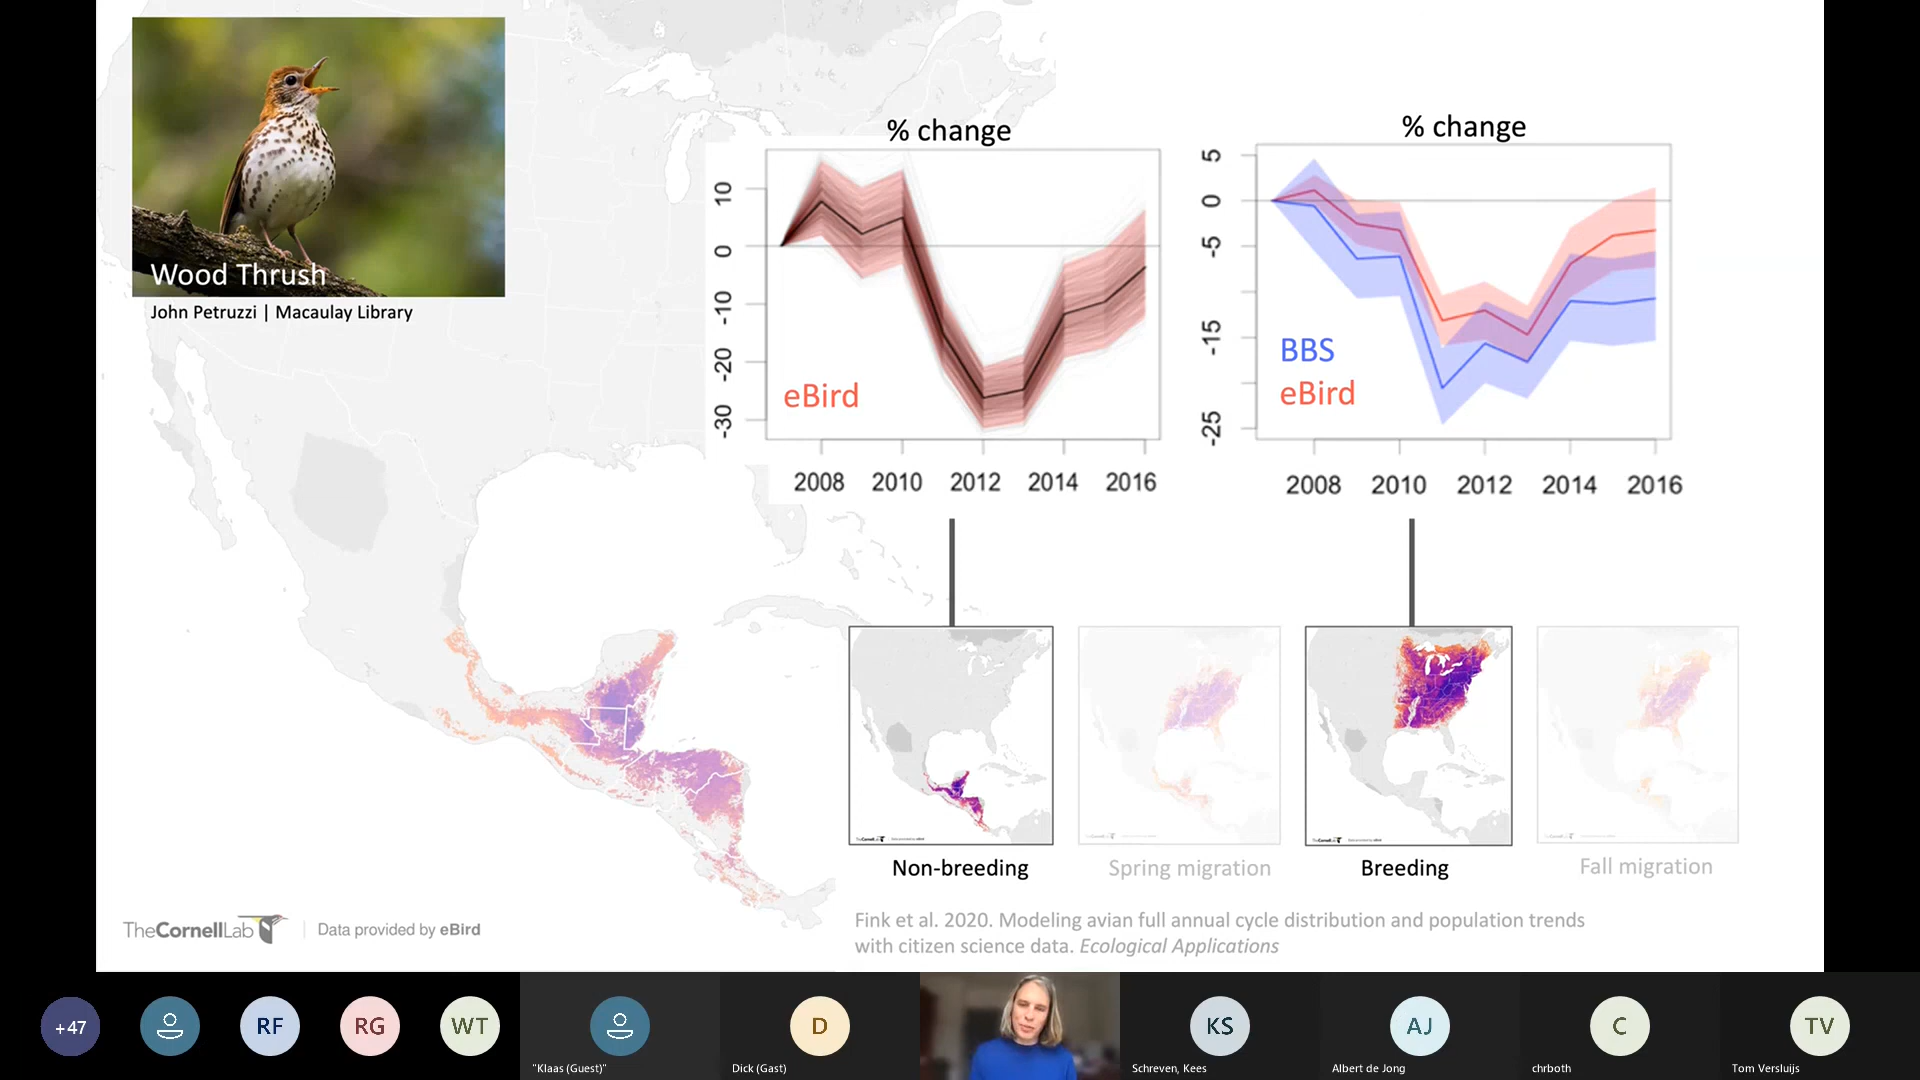 Wood Thrush
John Petruzzi | Macaulay Library
% change
10
0
-10
-20
-30
eBird
2008 2010 2012 2014 2016
% change
5
0
-5
-15
-25
BBS
eBird
2008 2010 2012 2014 2016
Non-breeding
Spring migration
Breeding
Fall migration
TheCornellLab
Data provided by eBird
Fink et al. 2020. Modeling avian full annual cycle distribution and population trends
with citizen science data. Ecological Applications
+47
RF
RG
WT
"Klaas (Guest)"
D
Dick (Gast)
KS
Schreven, Kees
AJ
Albert de Jong
C
chrboth
TV
Tom Versluijs